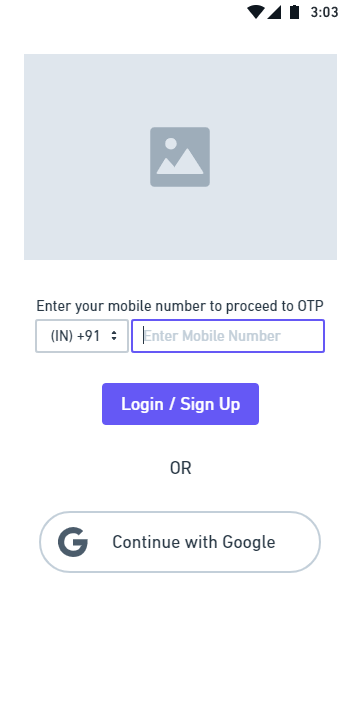 3:03
Enter your mobile number to proceed to OTP
(IN) +91
Enter Mobile Number
Login / Sign Up
OR
Continue with Google